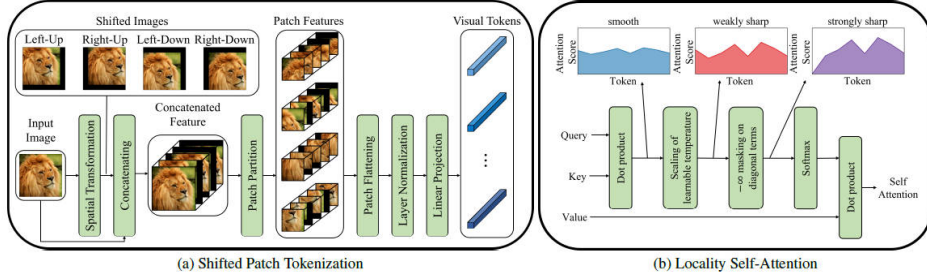 Shifted Images
Left-Up
Right-Up
Left-Down
Right-Down
Input
Image
Spatial Transformation
Concatenating
Concatenated
Feature
Patch Partition
Patch Features
Patch Flattening
Layer Normalization
Linear Projection
Visual Tokens
...
(a) Shifted Patch Tokenization
smooth
weakly sharp
strongly sharp
Attention
Score
Token
Attention
Score
Token
Attention
Score
Token
Query
Key
Value
Dot product
Scaling of
learnable temperature
−∞ masking on
diagonal terms
Softmax
Dot product
Self
Attention
(b) Locality Self-Attention